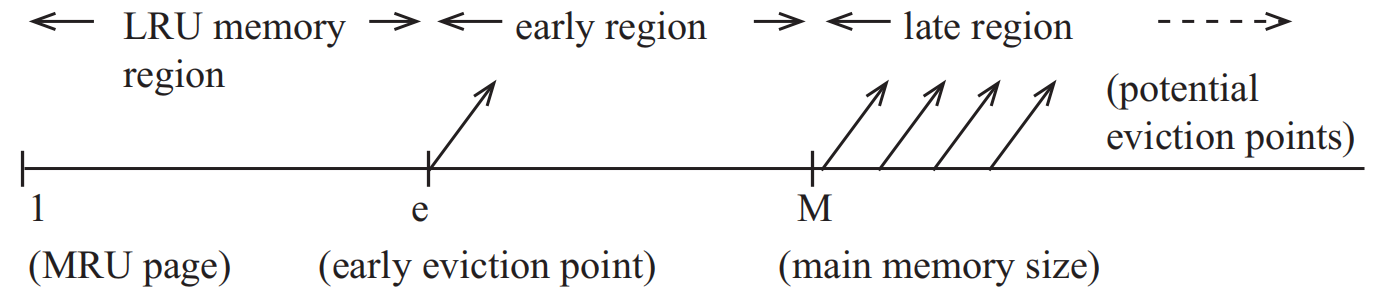 LRU memory
region
early region
late region
(potential
eviction points)
1
e
M
(MRU page)
(early eviction point)
(main memory size)